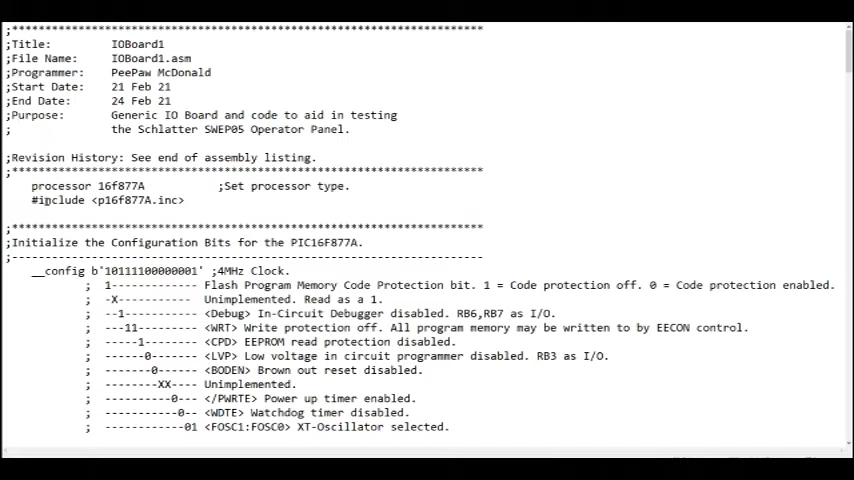 ;***********************************************************************
;Title:       IOBoard1
;File Name:   IOBoard1.asm
;Programmer:  PeePaw McDonald
;Start Date:  21 Feb 21
;End Date:    24 Feb 21
;Purpose:     Generic IO Board and code to aid in testing
;             the Schlatter SWEP05 Operator Panel.
;Revision History: See end of assembly listing.
;***********************************************************************
processor 16f877A           ;Set processor type.
#include <p16f877A.inc>
;***********************************************************************
;Initialize the Configuration Bits for the PIC16F877A.
;-----------------------------------------------------------------------
__config b'10111100000001' ;4MHz Clock.
;  1------------- Flash Program Memory Code Protection bit. 1 = Code protection off. 0 = Code protection enabled.
;  -X------------ Unimplemented. Read as a 1.
;  --1----------- <Debug> In-Circuit Debugger disabled. RB6,RB7 as I/O.
;  ---11--------- <WRT> Write protection off. All program memory may be written to by EECON control.
;  -----1-------- <CPD> EEPROM read protection disabled.
;  ------0------- <LVP> Low voltage in circuit programmer disabled. RB3 as I/O.
;  -------0------ <BODEN> Brown out reset disabled.
;  --------XX---- Unimplemented.
;  ----------0--- </PWRTE> Power up timer enabled.
;  -----------0-- <WDTE> Watchdog timer disabled.
;  ------------01 <FOSC1:FOSC0> XT-Oscillator selected.